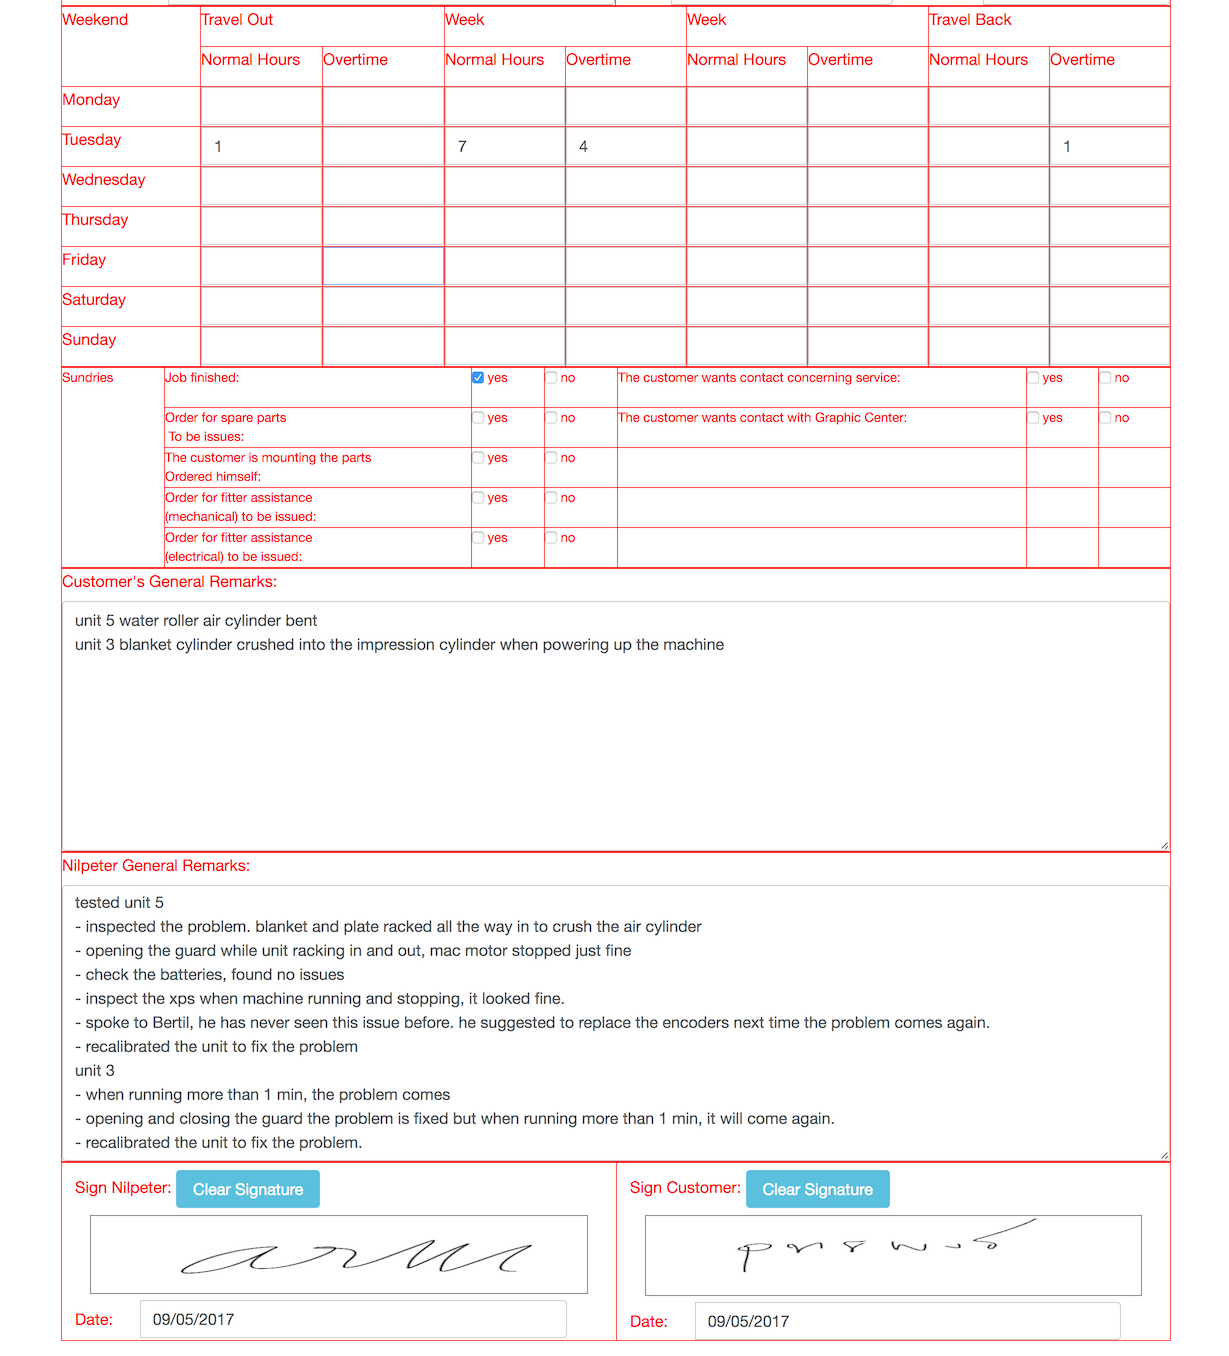 Weekend Travel Out Week Week Travel Back
Normal Hours Overtime Normal Hours Overtime Normal Hours Overtime Normal Hours Overtime
Monday
Tuesday 1 7 4 1
Wednesday
Thursday
Friday
Saturday
Sunday
Sundries Job finished: yes no The customer wants contact concerning service: yes no
Order for spare parts yes no The customer wants contact with Graphic Center: yes no
To be issues:
The customer is mounting the parts yes no
Ordered himself:
Order for fitter assistance yes no
(mechanical) to be issued:
Order for fitter assistance yes no
(electrical) to be issued:
Customer's General Remarks:
unit 5 water roller air cylinder bent
unit 3 blanket cylinder crushed into the impression cylinder when powering up the machine
Nilpeter General Remarks:
tested unit 5
- inspected the problem. blanket and plate racked all the way in to crush the air cylinder
- opening the guard while unit racking in and out, mac motor stopped just fine
- check the batteries, found no issues
- inspect the xps when machine running and stopping, it looked fine.
- spoke to Bertil, he has never seen this issue before. he suggested to replace the encoders next time the problem comes again.
- recalibrated the unit to fix the problem
unit 3
- when running more than 1 min, the problem comes
- opening and closing the guard the problem is fixed but when running more than 1 min, it will come again.
- recalibrated the unit to fix the problem.
Sign Nilpeter: Clear Signature Sign Customer: Clear Signature
Date: 09/05/2017 Date: 09/05/2017